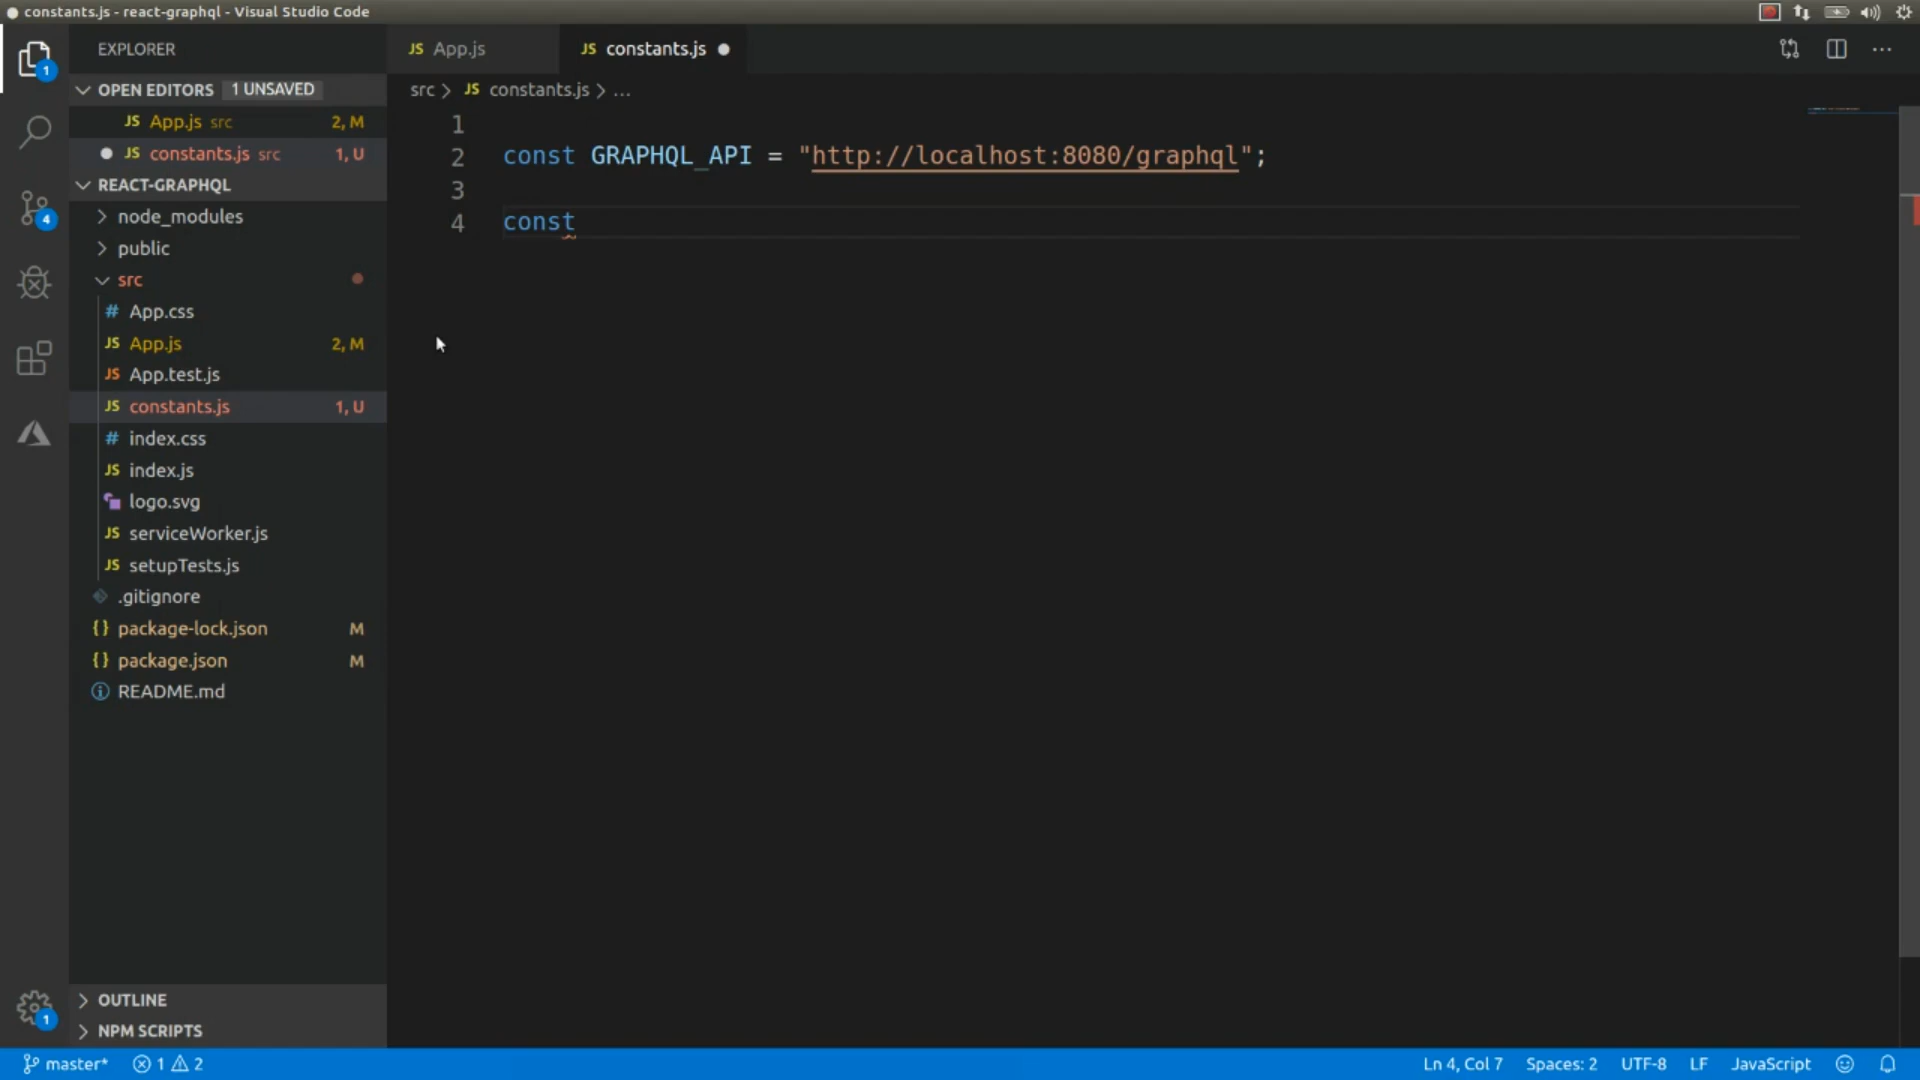 constants.js - react-graphql - Visual Studio Code
EXPLORER
OPEN EDITORS 1 UNSAVED
JS App.js src 2, M
JS constants.js src 1, U
REACT-GRAPHQL
node_modules
public
src
# App.css
JS App.js 2, M
JS App.test.js
JS constants.js 1, U
# index.css
JS index.js
logo.svg
JS serviceWorker.js
JS setupTests.js
.gitignore
{} package-lock.json M
{} package.json M
README.md
OUTLINE
NPM SCRIPTS
1
4
1
JS App.js
JS constants.js
src > JS constants.js > ...
1
2 const GRAPHQL_API = "http://localhost:8080/graphql";
3
4 const
master* 1 2
Ln 4, Col 7 Spaces: 2 UTF-8 LF JavaScript